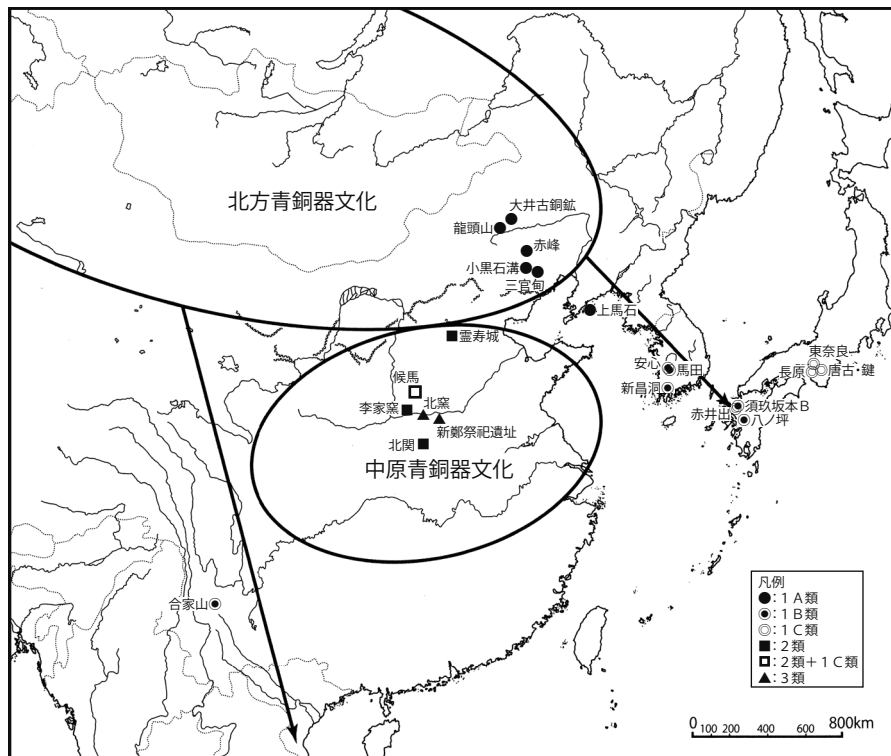 北方青銅器文化
大井古銅鉱
龍頭山
赤峰
小黒石溝
三官甸
上馬石
霊寿城
候馬
北窯
李家窯
新鄭祭祀遺址
北関
中原青銅器文化
合家山
安心
馬田
新昌洞
東奈良
長原
唐古・鍵
須玖坂本B
赤井出
八ノ坪
凡例
:1A類
:1B類
:1C類
:2類
:2類+1C類
:3類
0 100 200 400 600 800km